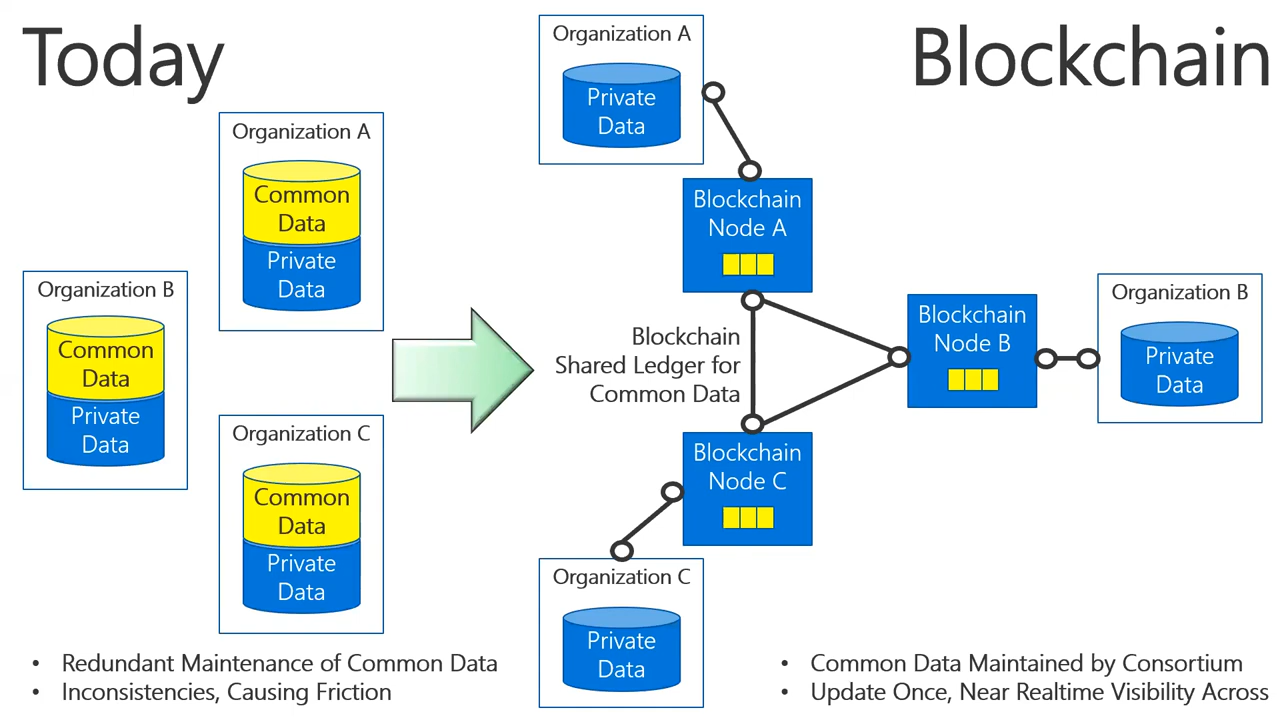 Today
Blockchain
Organization A
Common
Data
Private
Data
Organization B
Common
Data
Private
Data
Organization C
Common
Data
Private
Data
Redundant Maintenance of Common Data
Inconsistencies, Causing Friction
Organization A
Private
Data
Blockchain
Node A
Blockchain
Shared Ledger for
Common Data
Blockchain
Node B
Organization B
Private
Data
Blockchain
Node C
Organization C
Private
Data
Common Data Maintained by Consortium
Update Once, Near Realtime Visibility Across